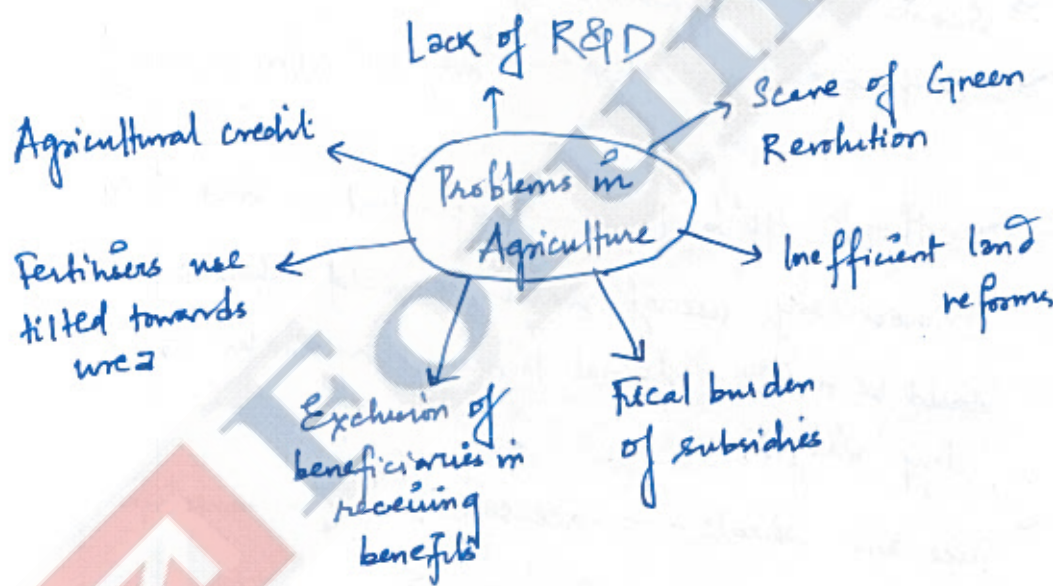 Lack of R&D
Scare of Green
Revolution
Agricultural credit
Problems in
Agriculture
Inefficient land
reforms
Fertilisers use
tilted towards
urea
Exclusion of
beneficiaries in
receiving
benefits
Fiscal burden
of subsidies
Forum